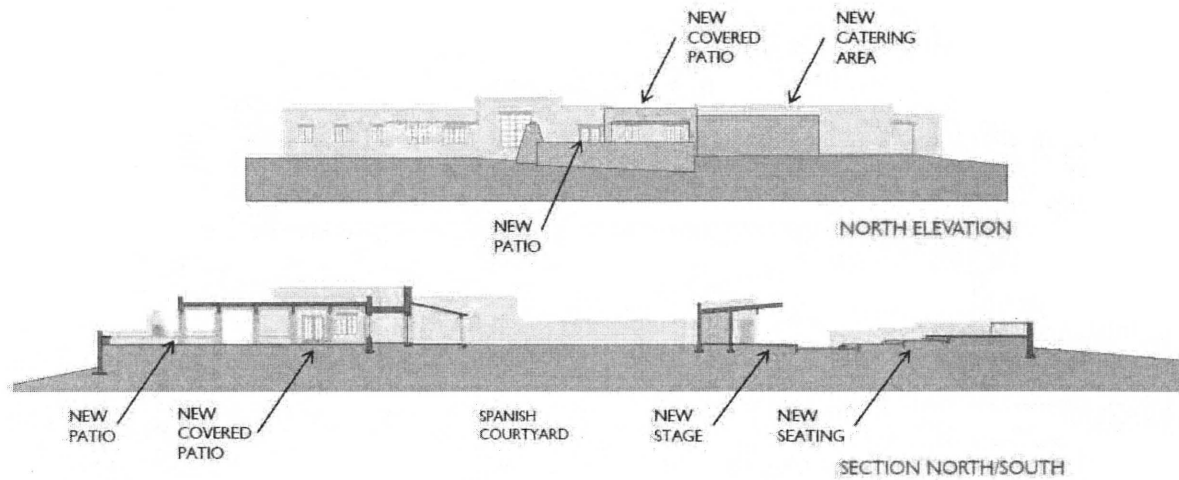 NEW
COVERED
PATIO
NEW
CATERING
AREA
NEW
PATIO
NORTH ELEVATION
NEW
PATIO
NEW
COVERED
PATIO
SPANISH
COURTYARD
NEW
STAGE
NEW
SEATING
SECTION NORTH/SOUTH